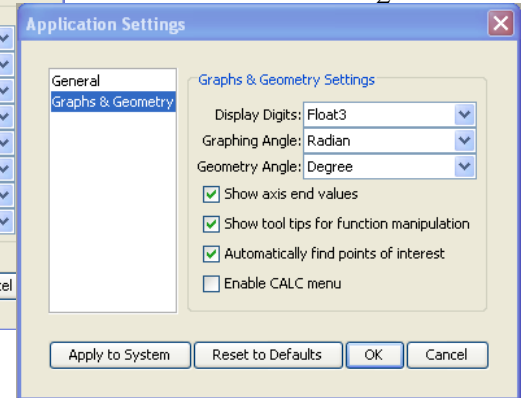 2
Application Settings
General
Graphs & Geometry
Graphs & Geometry Settings
Display Digits: Float3
Graphing Angle: Radian
Geometry Angle: Degree
Show axis end values
Show tool tips for function manipulation
Automatically find points of interest
Enable CALC menu
Apply to System
Reset to Defaults
OK
Cancel